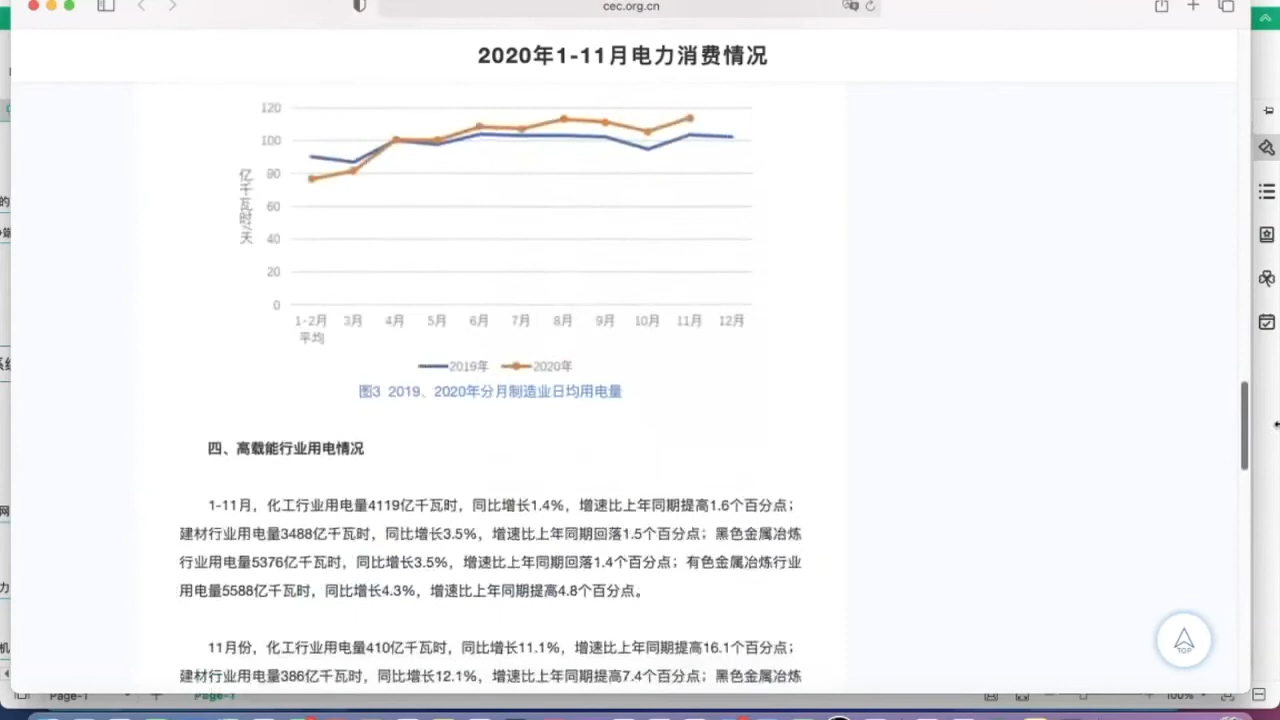 cec.org.cn
2020年1-11月电力消费情况
120
100
80
60
40
20
0
亿千瓦时/天
1-2月平均 3月 4月 5月 6月 7月 8月 9月 10月 11月 12月
2019年 2020年
图3 2019、2020年分月制造业日均用电量
四、高载能行业用电情况
1-11月，化工行业用电量4119亿千瓦时，同比增长1.4%，增速比上年同期提高1.6个百分点；
建材行业用电量3488亿千瓦时，同比增长3.5%，增速比上年同期回落1.5个百分点；黑色金属冶炼
行业用电量5376亿千瓦时，同比增长3.5%，增速比上年同期回落1.4个百分点；有色金属冶炼行业
用电量5588亿千瓦时，同比增长4.3%，增速比上年同期提高4.8个百分点。
11月份，化工行业用电量410亿千瓦时，同比增长11.1%，增速比上年同期提高16.1个百分点；
建材行业用电量386亿千瓦时，同比增长12.1%，增速比上年同期提高7.4个百分点；黑色金属冶炼
TOP
的
网
力
机
Page-1
Page-1
100%